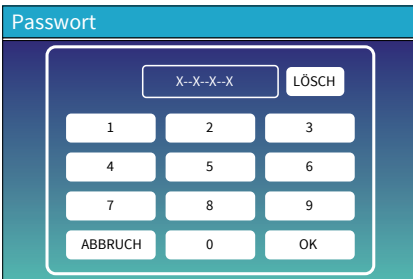 Passwort
X--X--X--X LÖSCH
1 2 3
4 5 6
7 8 9
ABBRUCH 0 OK